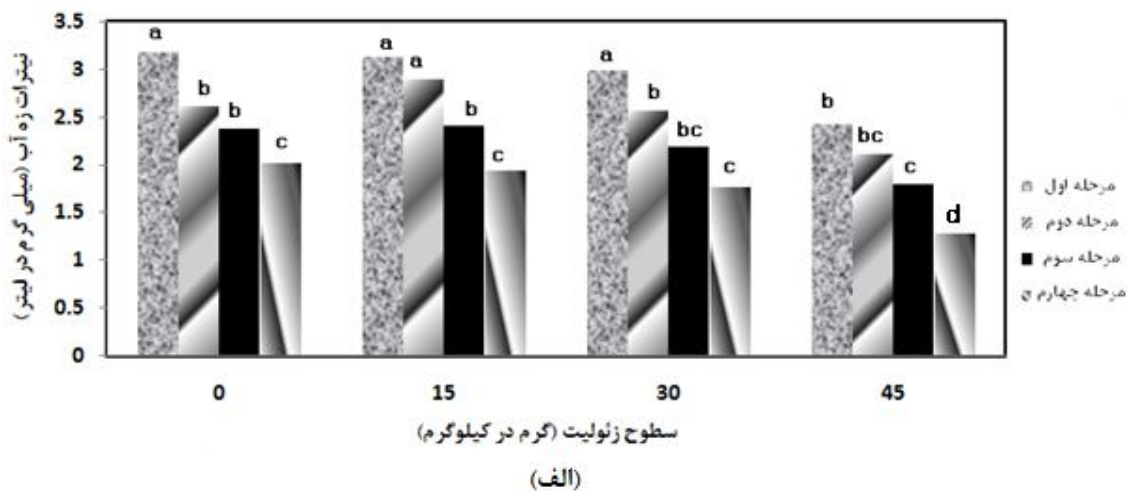 نیترات زه آب (میلی گرم در لیتر)
3.5
3
2.5
2
1.5
1
0.5
0
a b b c
a a b c
a b bc c
b bc c d
0 15 30 45
سطوح زئولیت (گرم در کیلوگرم)
مرحله اول
مرحله دوم
مرحله سوم
مرحله چهارم
(الف)